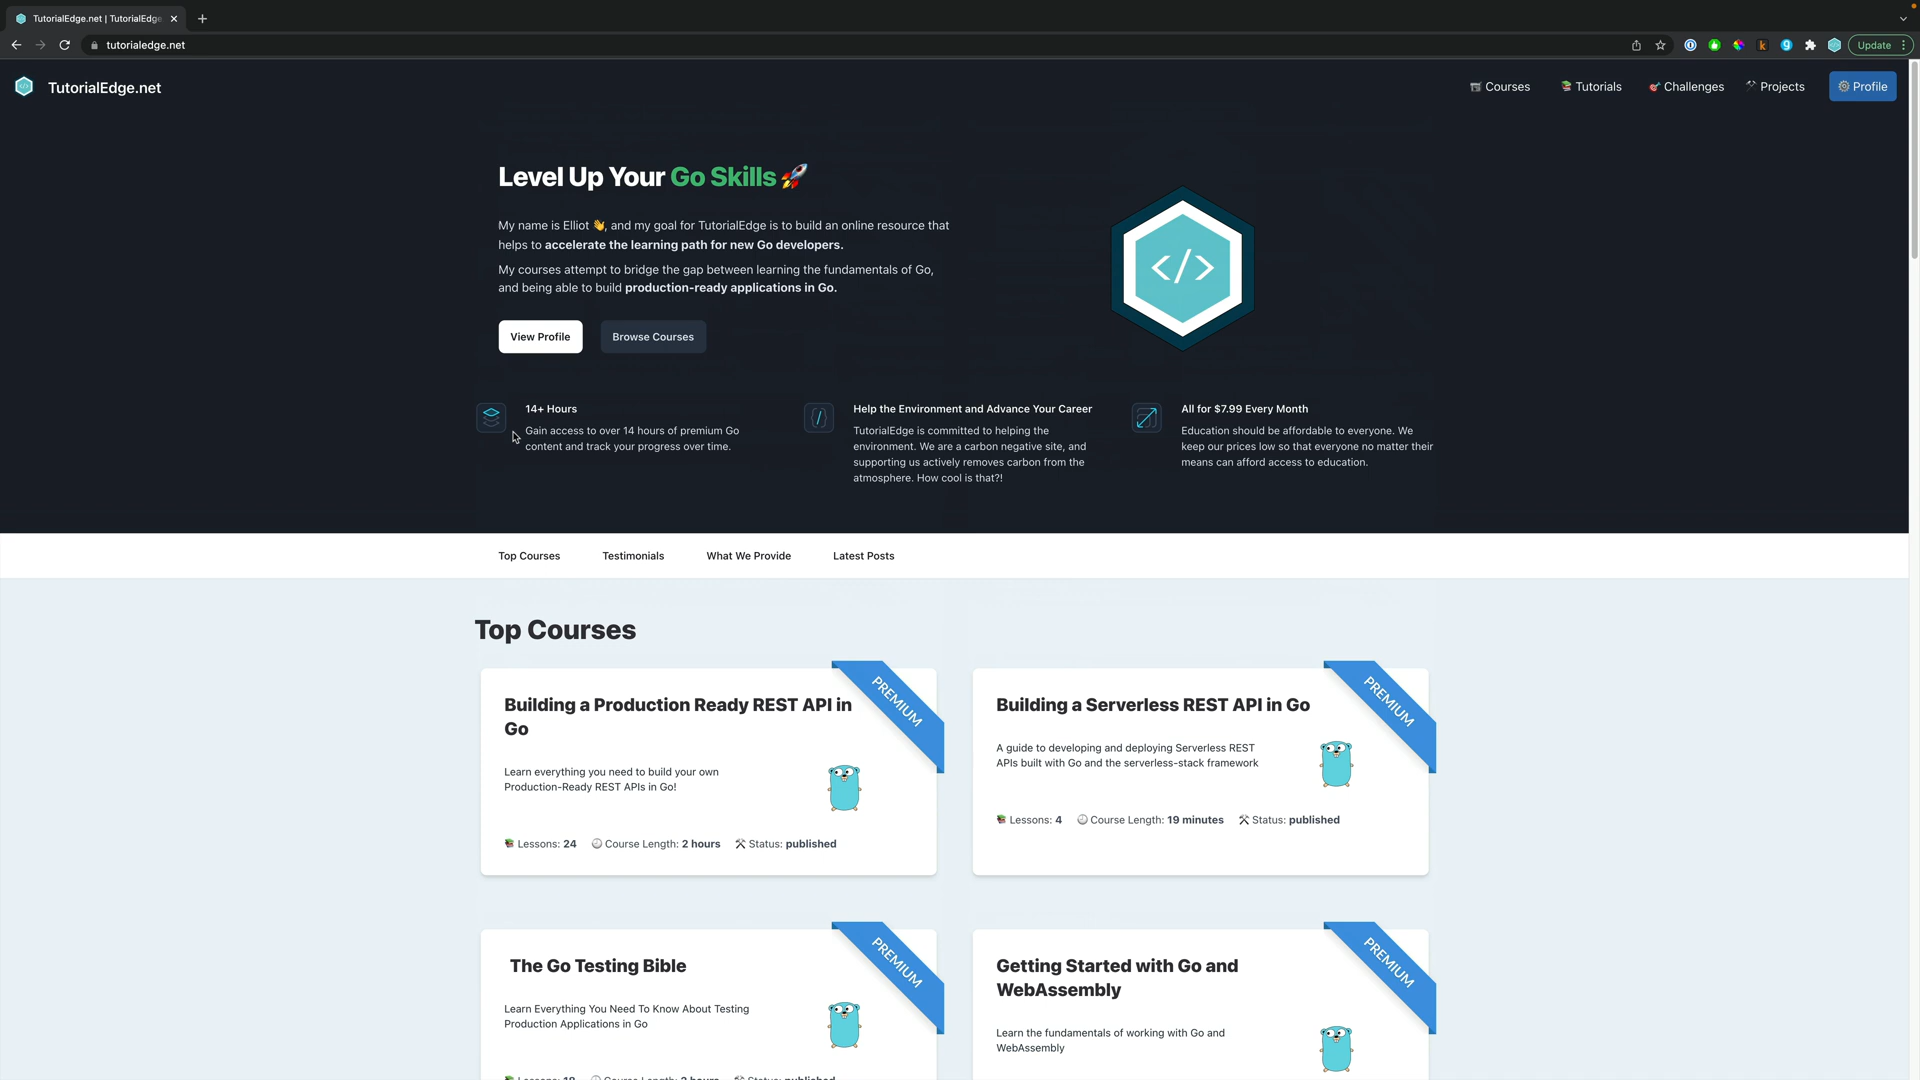 TutorialEdge.net | TutorialEdge
tutorialedge.net
Update
TutorialEdge.net
Courses
Tutorials
Challenges
Projects
Profile
Level Up Your Go Skills 🚀
My name is Elliot 👋, and my goal for TutorialEdge is to build an online resource that
helps to accelerate the learning path for new Go developers.
My courses attempt to bridge the gap between learning the fundamentals of Go,
and being able to build production-ready applications in Go.
View Profile
Browse Courses
</>
14+ Hours
Gain access to over 14 hours of premium Go
content and track your progress over time.
Help the Environment and Advance Your Career
TutorialEdge is committed to helping the
environment. We are a carbon negative site, and
supporting us actively removes carbon from the
atmosphere. How cool is that?!
All for $7.99 Every Month
Education should be affordable to everyone. We
keep our prices low so that everyone no matter their
means can afford access to education.
Top Courses
Testimonials
What We Provide
Latest Posts
Top Courses
PREMIUM
Building a Production Ready REST API in
Go
Learn everything you need to build your own
Production-Ready REST APIs in Go!
Lessons: 24
Course Length: 2 hours
Status: published
PREMIUM
Building a Serverless REST API in Go
A guide to developing and deploying Serverless REST
APIs built with Go and the serverless-stack framework
Lessons: 4
Course Length: 19 minutes
Status: published
PREMIUM
The Go Testing Bible
Learn Everything You Need To Know About Testing
Production Applications in Go
Lessons: 18
Course Length: 2 hours
Status: published
PREMIUM
Getting Started with Go and
WebAssembly
Learn the fundamentals of working with Go and
WebAssembly